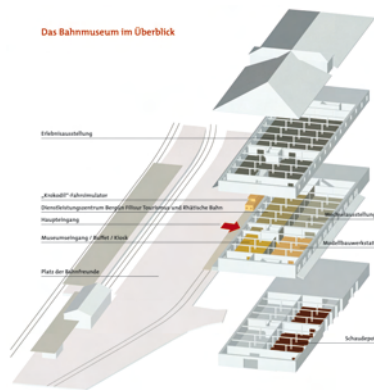 Das Bahnmuseum im Überblick
Erlebnisausstellung
„Krokodil"-Fahrsimulator
Dienstleistungszentrum Bergün Filisur Tourismus und Rhätische Bahn
Haupteingang
Wechselausstellung
Museumseingang / Buffet / Kiosk
Modellbauwerkstatt
Platz der Bahnfreunde
Schaudepot